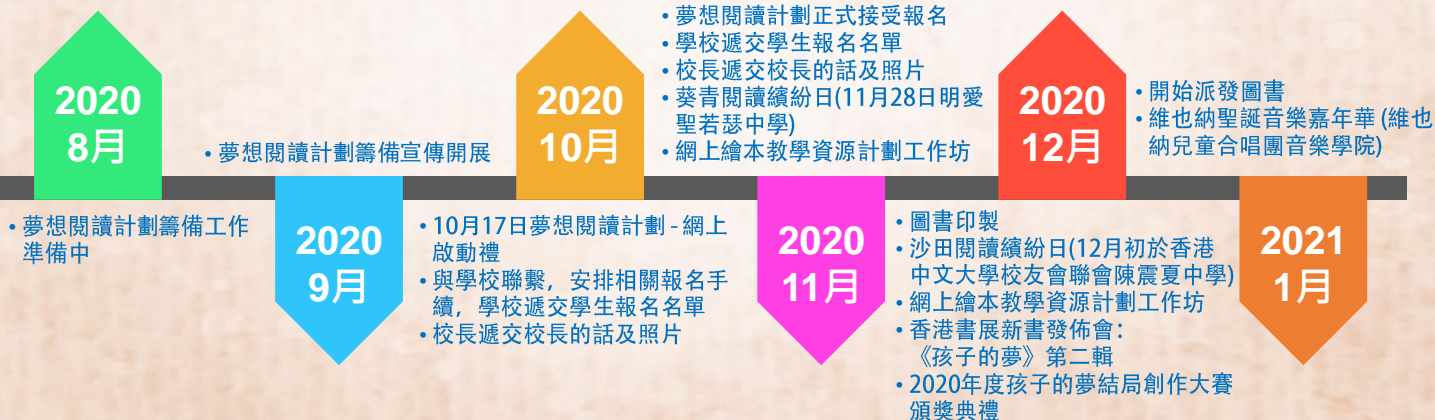 2020
8月
• 夢想閱讀計劃籌備工作
準備中
2020
9月
• 夢想閱讀計劃籌備宣傳開展
2020
10月
• 10月17日夢想閱讀計劃 - 網上
啟動禮
• 與學校聯繫，安排相關報名手
續，學校遞交學生報名名單
• 校長遞交校長的話及照片
2020
11月
• 夢想閱讀計劃正式接受報名
• 學校遞交學生報名名單
• 校長遞交校長的話及照片
• 葵青閱讀繽紛日(11月28日明愛
聖若瑟中學)
• 網上繪本教學資源計劃工作坊
2020
12月
• 圖書印製
• 沙田閱讀繽紛日(12月初於香港
中文大學校友會聯會陳震夏中學)
• 網上繪本教學資源計劃工作坊
• 香港書展新書發佈會：
《孩子的夢》第二輯
• 2020年度孩子的夢結局創作大賽
頒獎典禮
2021
1月
• 開始派發圖書
• 維也納聖誕音樂嘉年華 (維也
納兒童合唱團音樂學院)